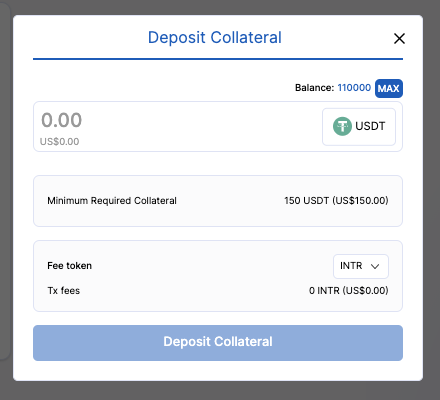 Deposit Collateral
Balance: 110000 MAX
0.00
USDT
US$0.00
Minimum Required Collateral 150 USDT (US$150.00)
Fee token INTR
Tx fees 0 INTR (US$0.00)
Deposit Collateral